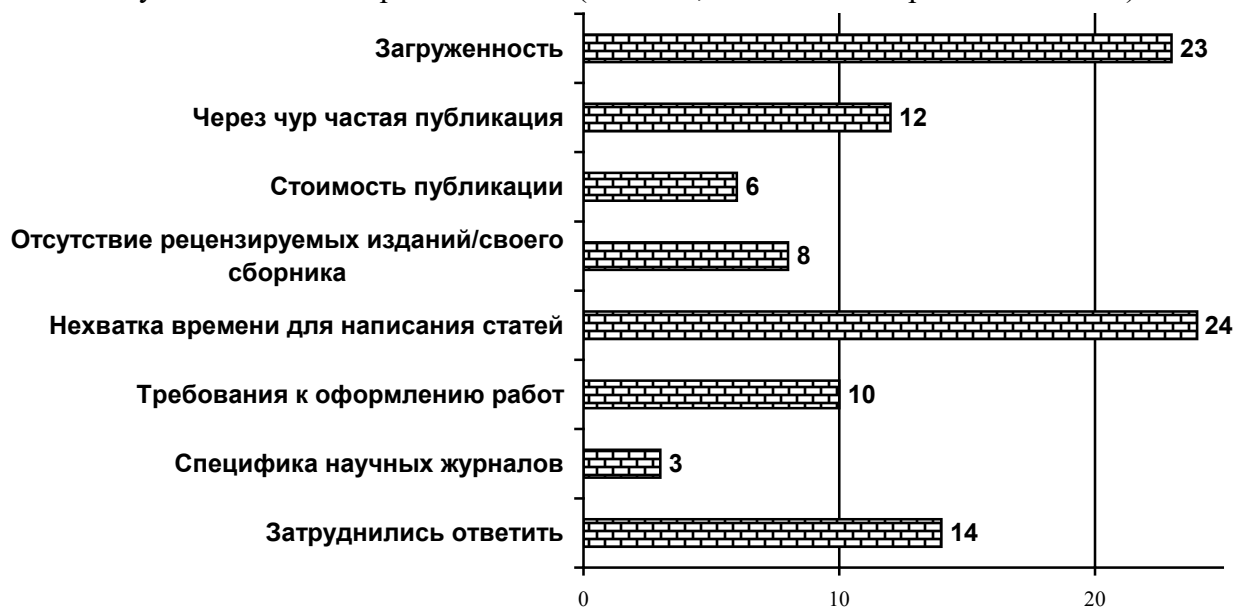 Загруженность
23
Через чур частая публикация
12
Стоимость публикации
6
Отсутствие рецензируемых изданий/своего
сборника
8
Нехватка времени для написания статей
24
Требования к оформлению работ
10
Специфика научных журналов
3
Затруднились ответить
14
0 10 20